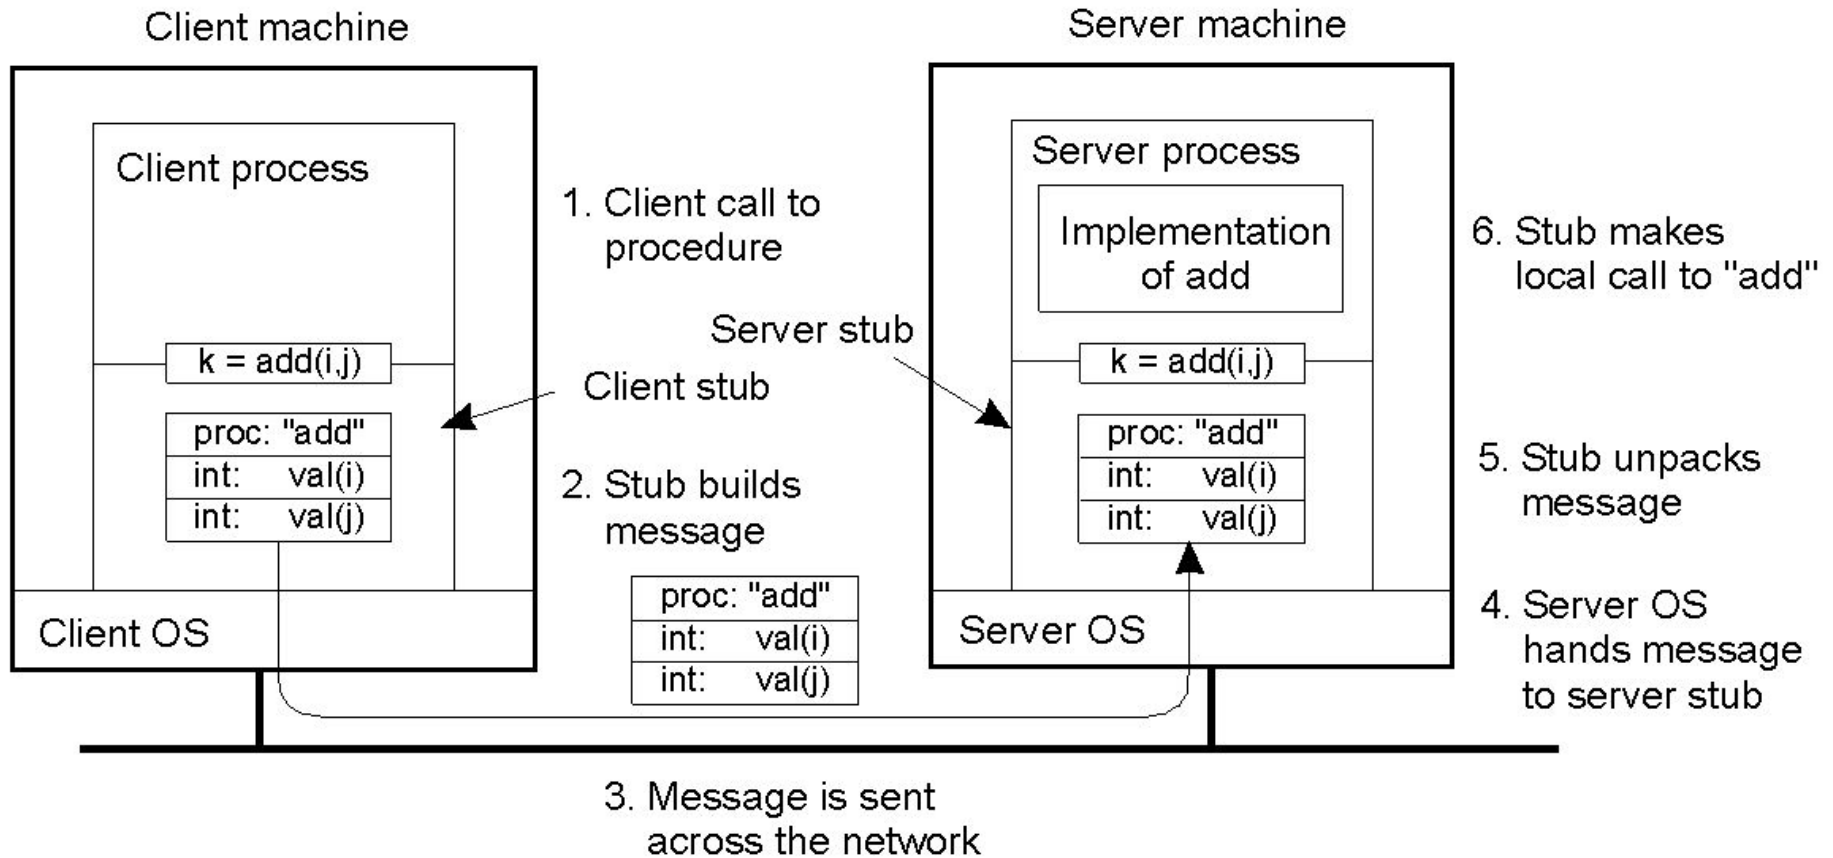 Client machine
Client process
k = add(i,j)
proc: "add"
int: val(i)
int: val(j)
Client OS
1. Client call to
procedure
Client stub
2. Stub builds
message
proc: "add"
int: val(i)
int: val(j)
3. Message is sent
across the network
Server machine
Server process
Implementation
of add
Server stub
k = add(i,j)
proc: "add"
int: val(i)
int: val(j)
Server OS
6. Stub makes
local call to "add"
5. Stub unpacks
message
4. Server OS
hands message
to server stub